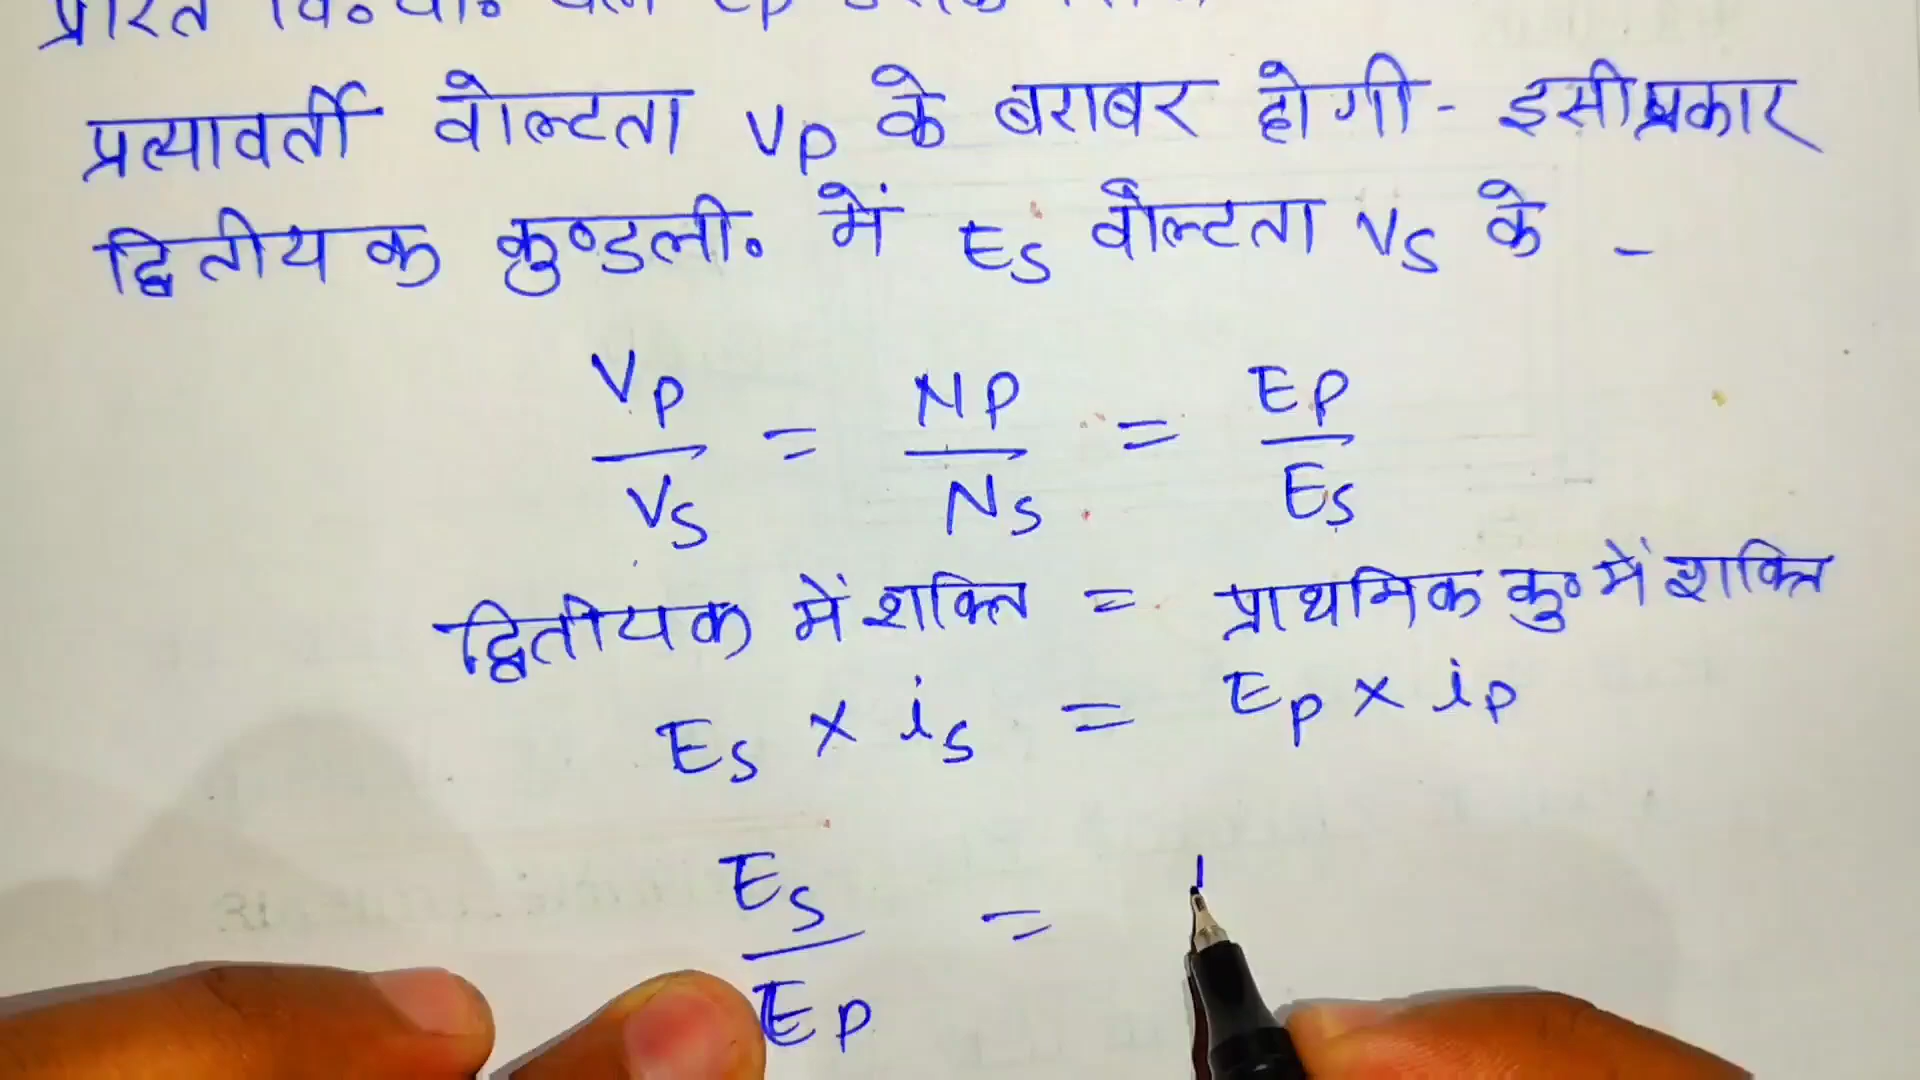 प्रत्यावर्ती वोल्टता Vp के बराबर होगी - इसीप्रकार
द्वितीयक कुण्डली. में Es वोल्टता Vs के -
Vp/Vs = Np/Ns = Ep/Es
द्वितीयक में शक्ति = प्राथमिक कु० में शक्ति
Es × is = Ep × ip
Es/Ep =